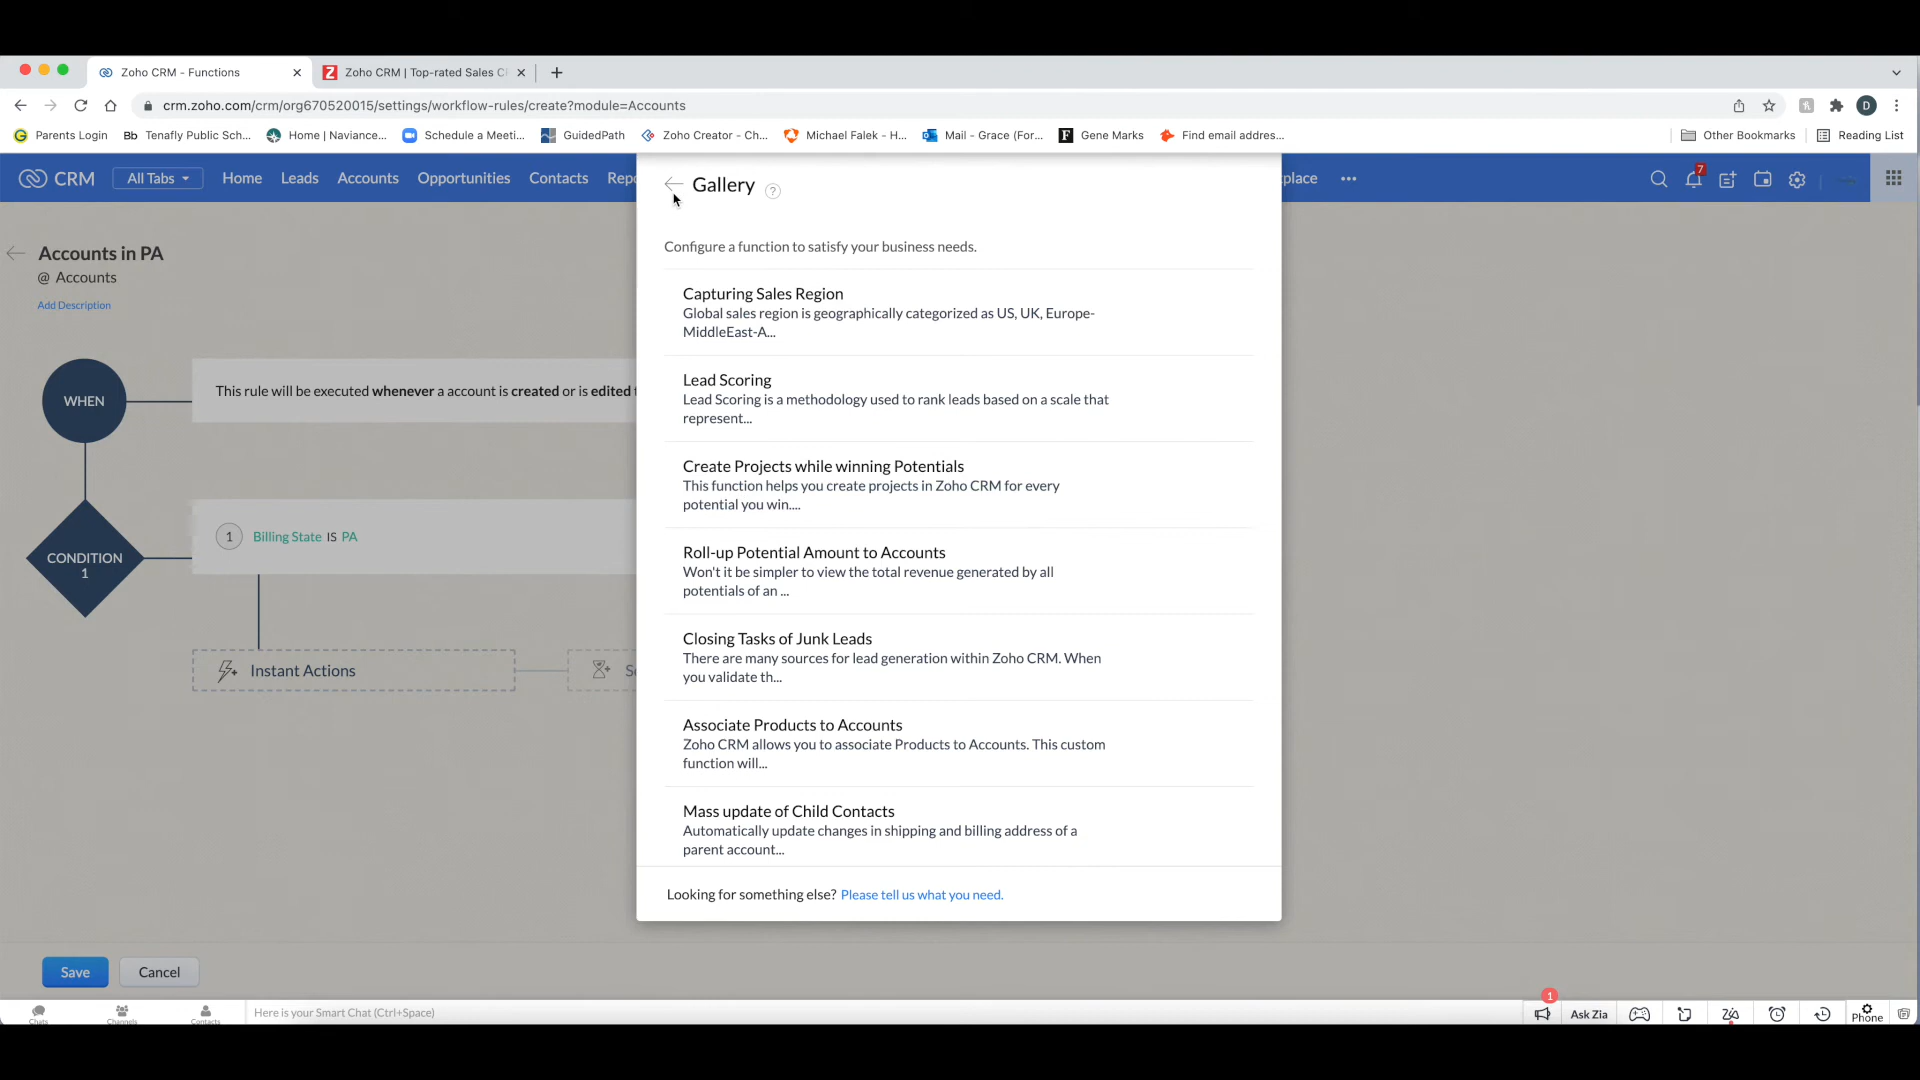 Zoho CRM - Functions
Zoho CRM | Top-rated Sales C
crm.zoho.com/crm/org670520015/settings/workflow-rules/create?module=Accounts
D
Parents Login
Bb Tenafly Public Sch...
Home | Naviance...
Schedule a Meeti...
GuidedPath
Zoho Creator - Ch...
Michael Falek - H...
Mail - Grace (For...
F Gene Marks
Find email addres...
Other Bookmarks
Reading List
CRM
All Tabs
Home
Leads
Accounts
Opportunities
Contacts
Repo
place
7
Gallery ?
Configure a function to satisfy your business needs.
Capturing Sales Region
Global sales region is geographically categorized as US, UK, Europe-
MiddleEast-A...
Lead Scoring
Lead Scoring is a methodology used to rank leads based on a scale that
represent...
Create Projects while winning Potentials
This function helps you create projects in Zoho CRM for every
potential you win....
Roll-up Potential Amount to Accounts
Won't it be simpler to view the total revenue generated by all
potentials of an ...
Closing Tasks of Junk Leads
There are many sources for lead generation within Zoho CRM. When
you validate th...
Associate Products to Accounts
Zoho CRM allows you to associate Products to Accounts. This custom
function will...
Mass update of Child Contacts
Automatically update changes in shipping and billing address of a
parent account...
Looking for something else? Please tell us what you need.
Accounts in PA
@ Accounts
Add Description
WHEN
This rule will be executed whenever a account is created or is edited
CONDITION
1
1 Billing State IS PA
Instant Actions
Save
Cancel
Chats
Channels
Contacts
Here is your Smart Chat (Ctrl+Space)
1
Ask Zia
Phone